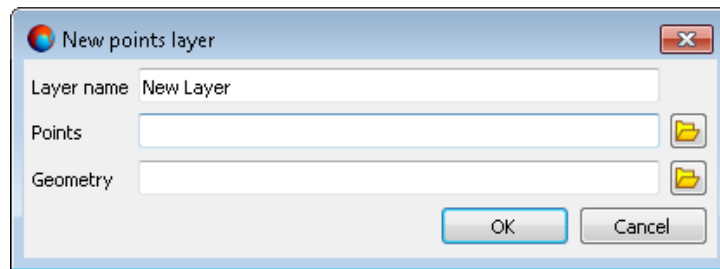 New points layer
Layer name New Layer
Points
Geometry
OK Cancel